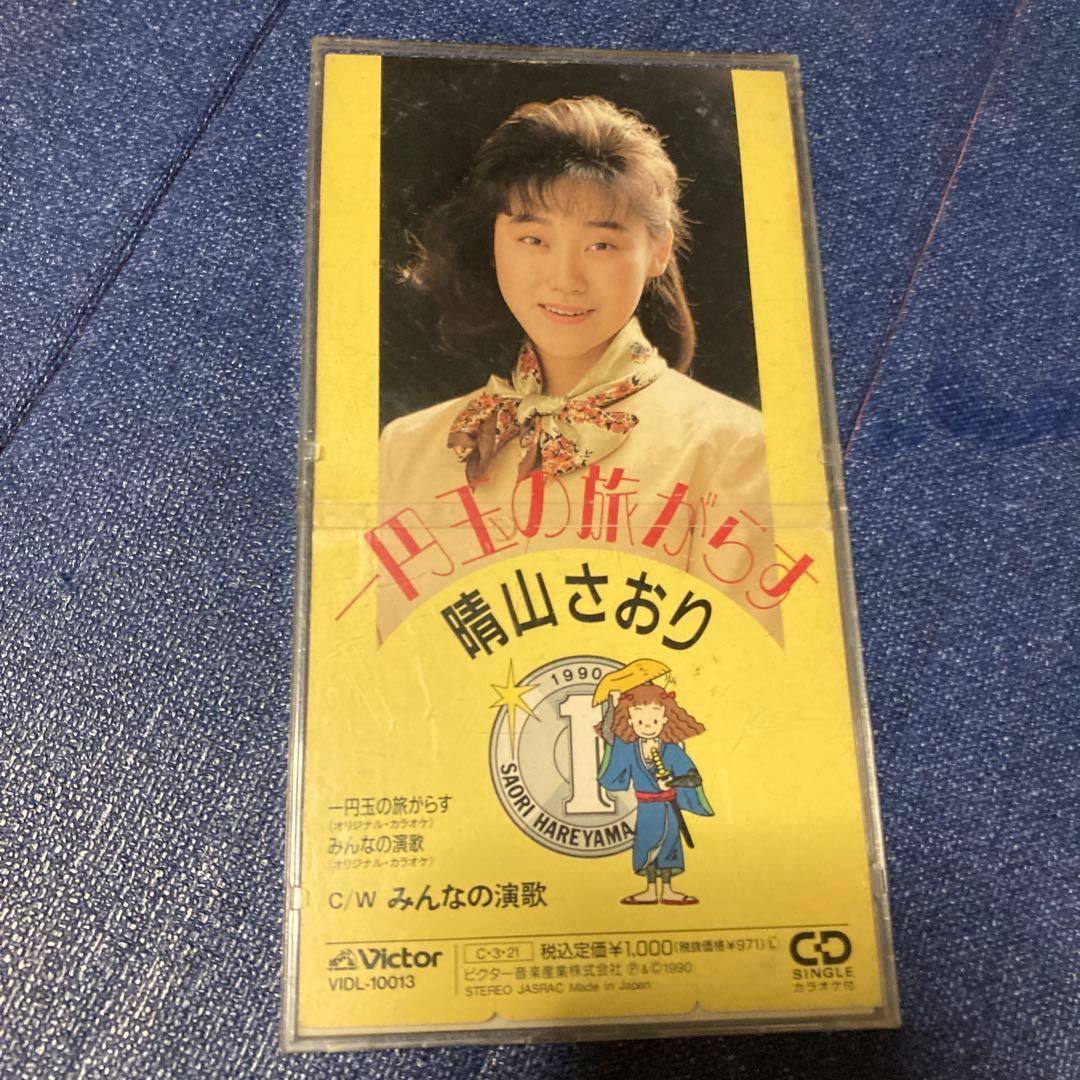 一円玉の旅がらす
晴山さおり
1990
1
SAORI HAREYAMA
一円玉の旅がらす
(オリジナル・カラオケ)
みんなの演歌
(オリジナル・カラオケ)
C/W みんなの演歌
Victor
VIDL-10013
C・3・21 税込定価¥1,000(税抜価格¥971) L
ビクター音楽産業株式会社 Ⓟ&©1990
STEREO JASRAC Made in Japan
CD
SINGLE
カラオケ付